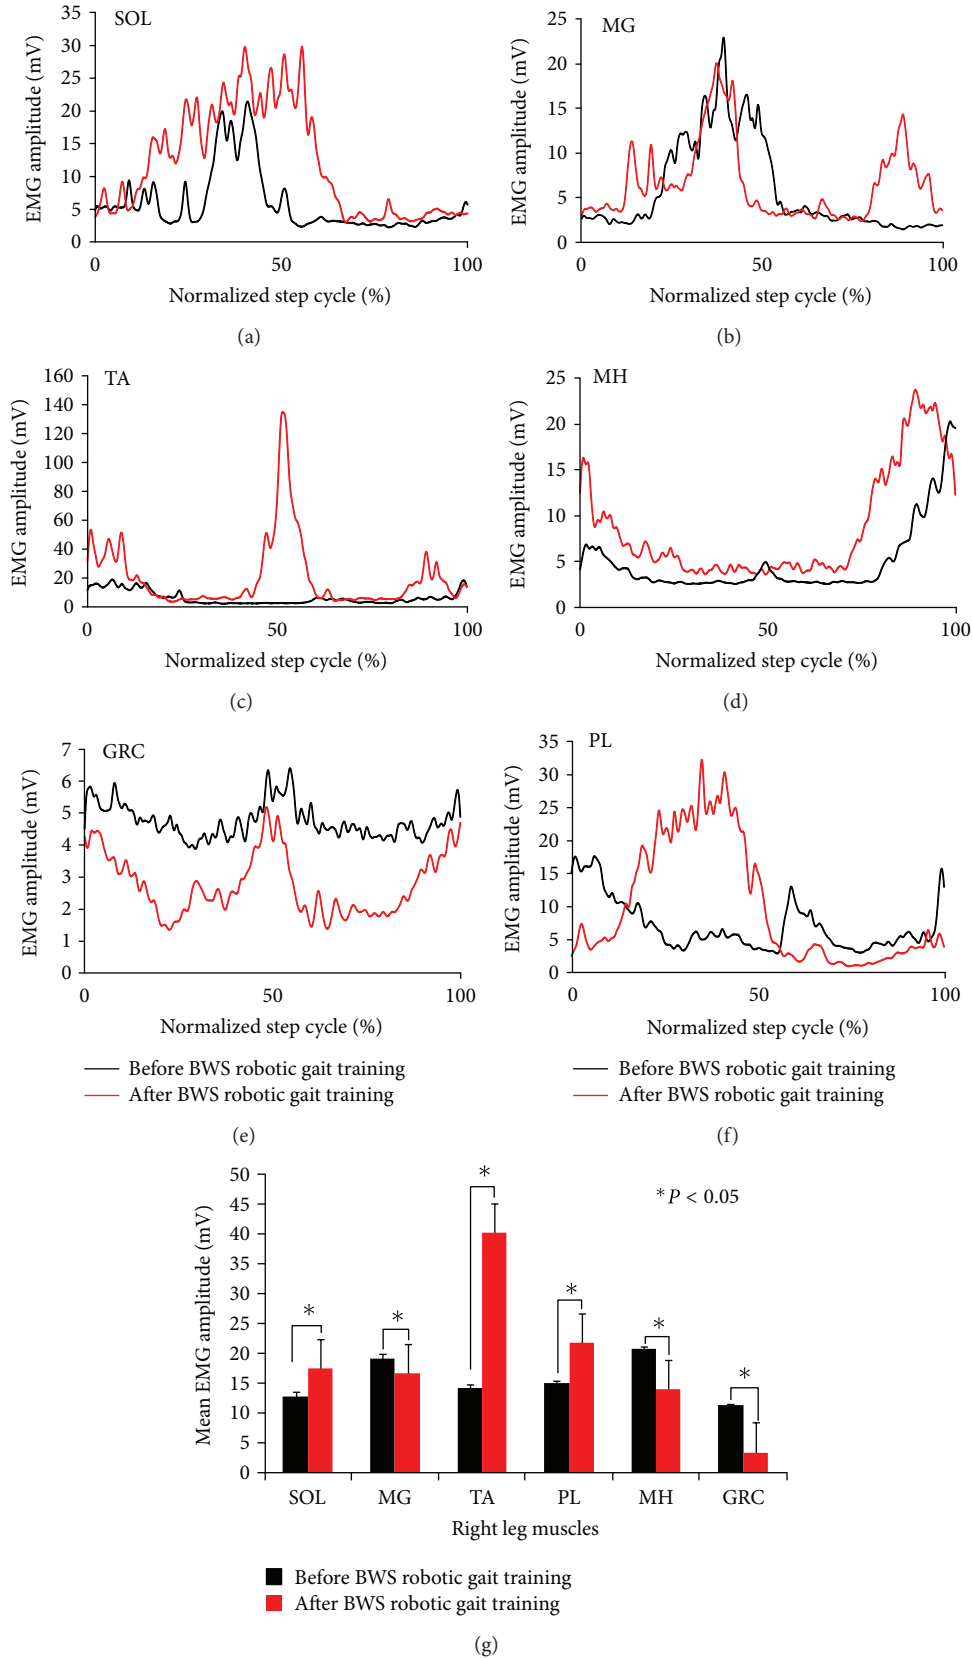 SOL
35
30
25
20
15
10
5
0
EMG amplitude (mV)
0 50 100
Normalized step cycle (%)
(a)
MG
25
20
15
10
5
0
EMG amplitude (mV)
0 50 100
Normalized step cycle (%)
(b)
TA
160
140
120
100
80
60
40
20
0
EMG amplitude (mV)
0 50 100
Normalized step cycle (%)
(c)
MH
25
20
15
10
5
0
EMG amplitude (mV)
0 50 100
Normalized step cycle (%)
(d)
GRC
7
6
5
4
3
2
1
0
EMG amplitude (mV)
0 50 100
Normalized step cycle (%)
Before BWS robotic gait training
After BWS robotic gait training
(e)
PL
35
30
25
20
15
10
5
0
EMG amplitude (mV)
0 50 100
Normalized step cycle (%)
Before BWS robotic gait training
After BWS robotic gait training
(f)
50
45
40
35
30
25
20
15
10
5
0
Mean EMG amplitude (mV)
* * * * * *
*P < 0.05
SOL MG TA PL MH GRC
Right leg muscles
Before BWS robotic gait training
After BWS robotic gait training
(g)